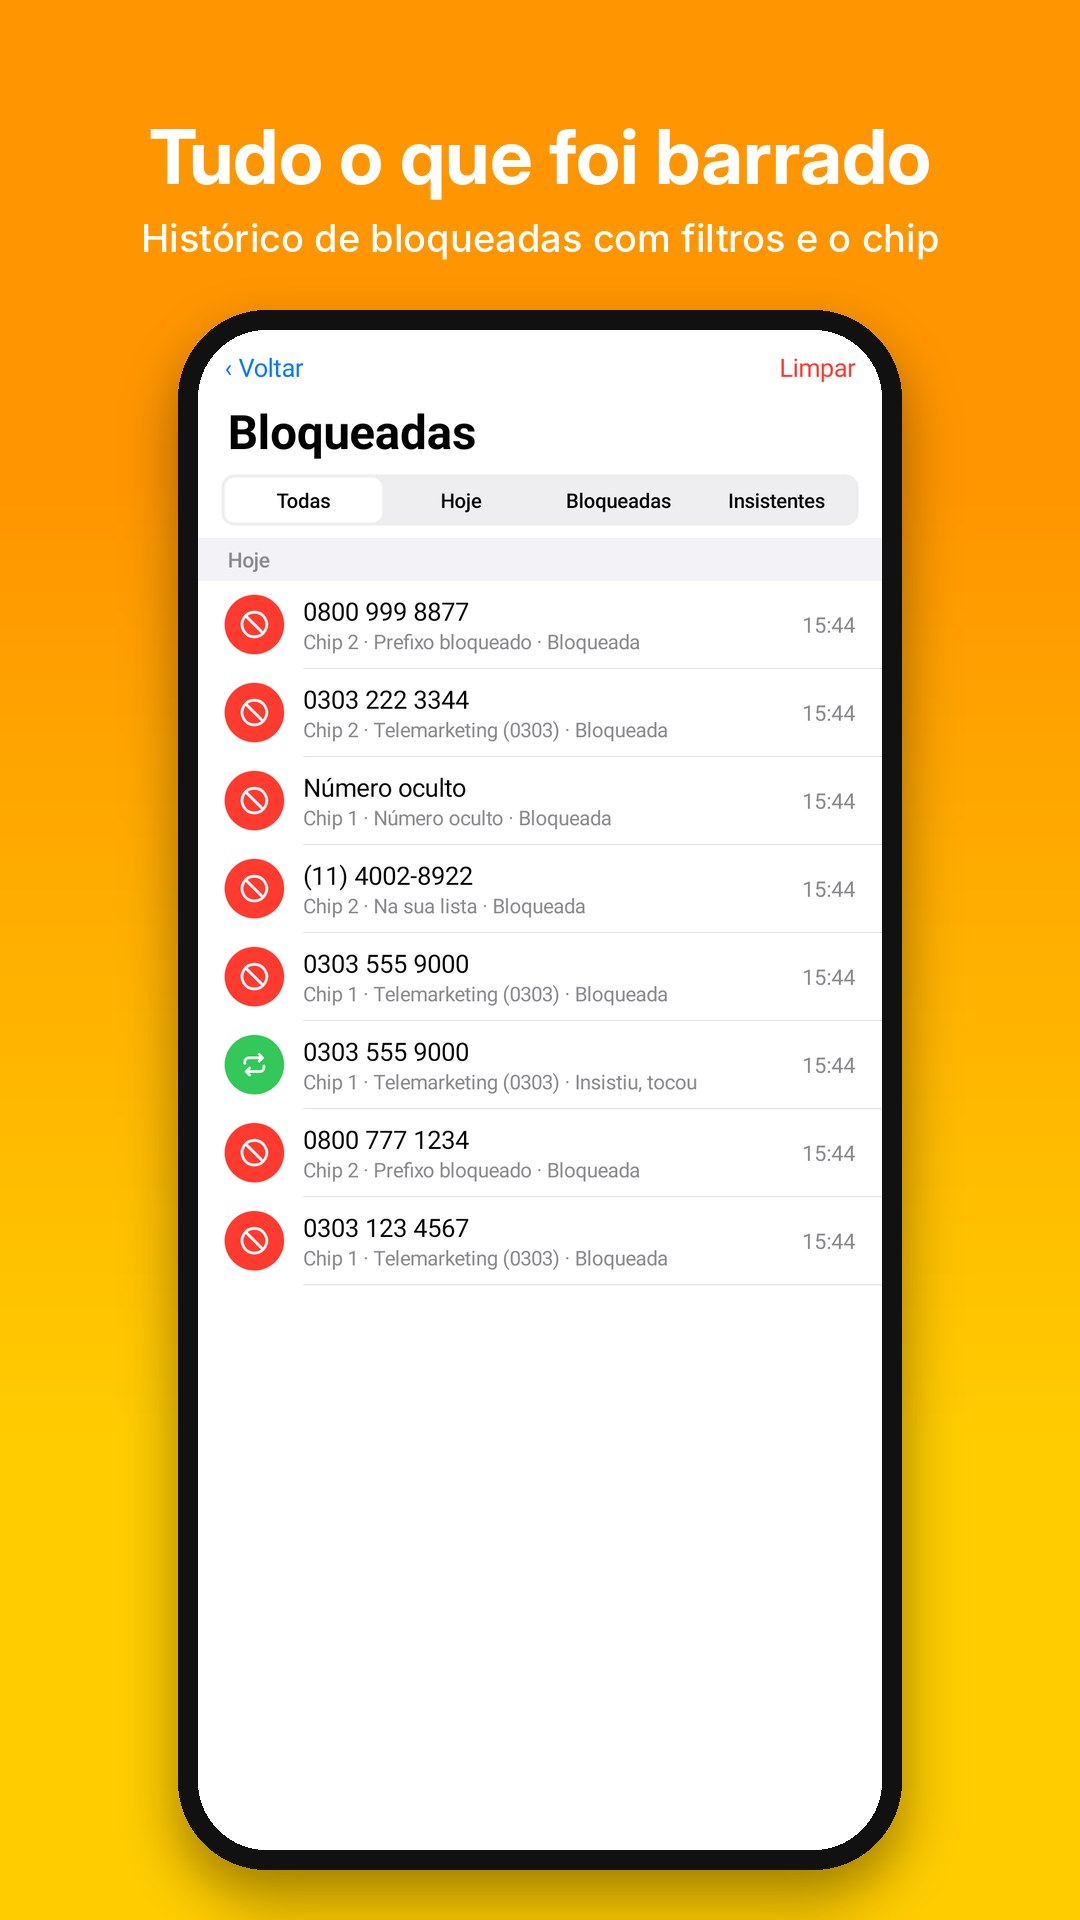 Tudo o que foi barrado
Histórico de bloqueadas com filtros e o chip
‹ Voltar
Limpar
Bloqueadas
Todas
Hoje
Bloqueadas
Insistentes
Hoje
0800 999 8877
Chip 2 · Prefixo bloqueado · Bloqueada
15:44
0303 222 3344
Chip 2 · Telemarketing (0303) · Bloqueada
15:44
Número oculto
Chip 1 · Número oculto · Bloqueada
15:44
(11) 4002-8922
Chip 2 · Na sua lista · Bloqueada
15:44
0303 555 9000
Chip 1 · Telemarketing (0303) · Bloqueada
15:44
0303 555 9000
Chip 1 · Telemarketing (0303) · Insistiu, tocou
15:44
0800 777 1234
Chip 2 · Prefixo bloqueado · Bloqueada
15:44
0303 123 4567
Chip 1 · Telemarketing (0303) · Bloqueada
15:44